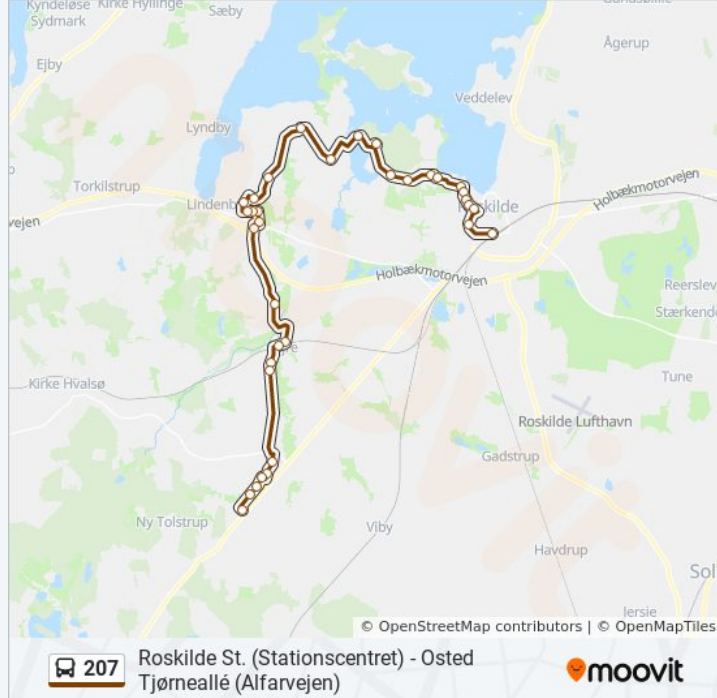 Kyndeløse
Sydmark
Kirke Hyllinge
Sæby
Ågerup
Ejby
Veddelev
Lyndby
Torkilstrup
Holbækmotorvejen
vejen
Lindenb
Roskilde
Holbækmotorvejen
Reerslev
Stærkende
Kirke Hvalsø
Tune
Roskilde Lufthavn
Gadstrup
Ny Tolstrup
Viby
Havdrup
Sol
Jersie
© OpenStreetMap contributors | © OpenMapTiles
207
Roskilde St. (Stationscentret) - Osted
Tjørneallé (Alfarvejen)
moovit